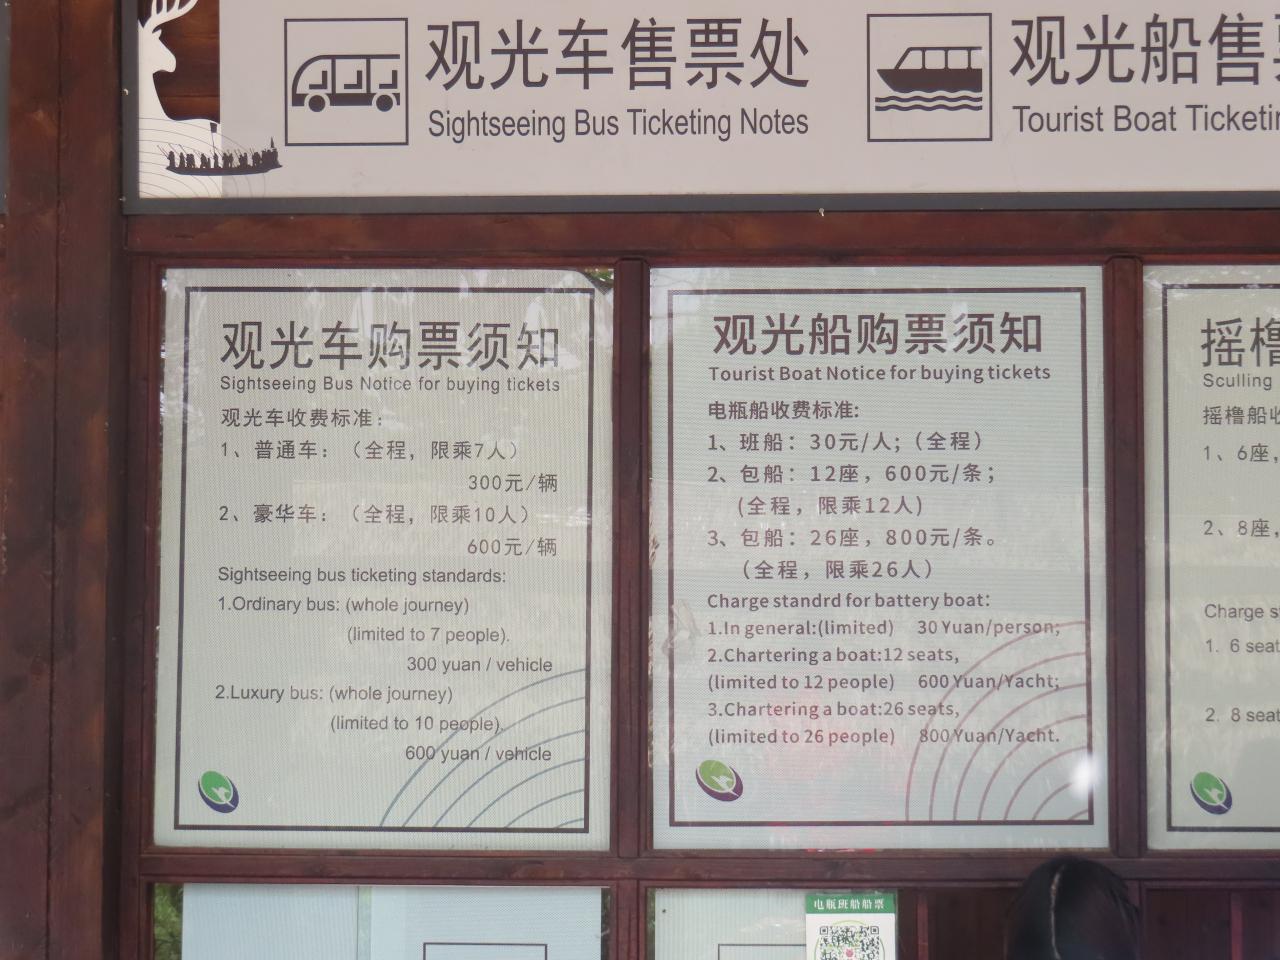 观光车售票处
Sightseeing Bus Ticketing Notes
观光船售
Tourist Boat
观光车购票须知
Sightseeing Bus Notice for buying tickets
观光车收费标准:
1、普通车:（全程，限乘7人）
300元/辆
2、豪华车:（全程，限乘10人）
600元/辆
Sightseeing bus ticketing standards:
1.Ordinary bus: (whole journey)
(limited to 7 people).
300 yuan / vehicle
2.Luxury bus: (whole journey)
(limited to 10 people).
600 yuan / vehicle
观光船购票须知
Tourist Boat Notice for buying tickets
电瓶船收费标准:
1、班船: 30元/人;（全程）
2、包船: 12座，600元/条;
(全程，限乘12人)
3、包船: 26座，800元/条。
（全程，限乘26人）
Charge standrd for battery boat:
1.In general:(limited) 30 Yuan/person;
2.Chartering a boat:12 seats,
(limited to 12 people) 600 Yuan/Yacht;
3.Chartering a boat:26 seats,
(limited to 26 people) 800 Yuan/Yacht.
摇橹
Sculling
摇橹船收
1、6座,
2、8座,
Charge
1. 6 seat
2. 8 seat
电瓶班船船票